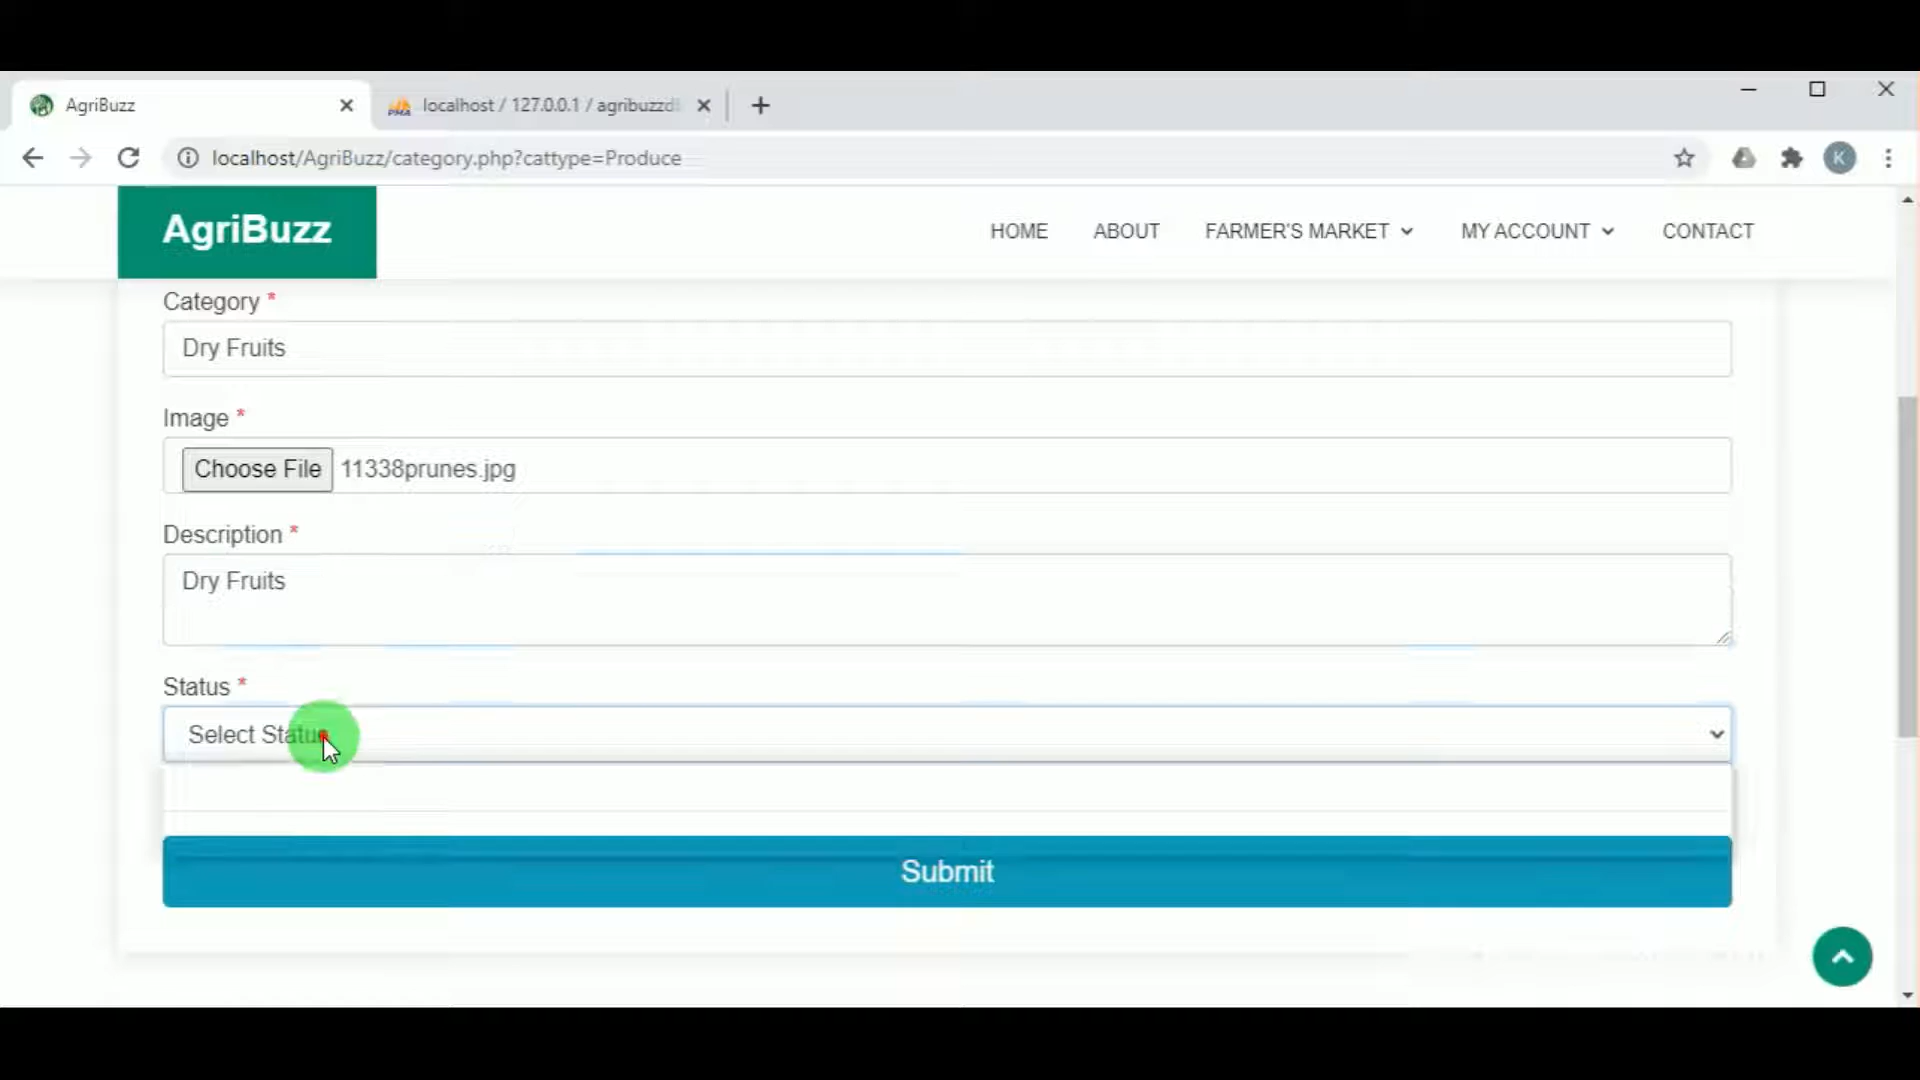 AgriBuzz
localhost / 127.0.0.1 / agribuzzd
localhost/AgriBuzz/category.php?cattype=Produce
K
AgriBuzz
HOME ABOUT FARMER'S MARKET MY ACCOUNT CONTACT
Category *
Dry Fruits
Image *
Choose File 11338prunes.jpg
Description *
Dry Fruits
Status *
Select Status
Submit